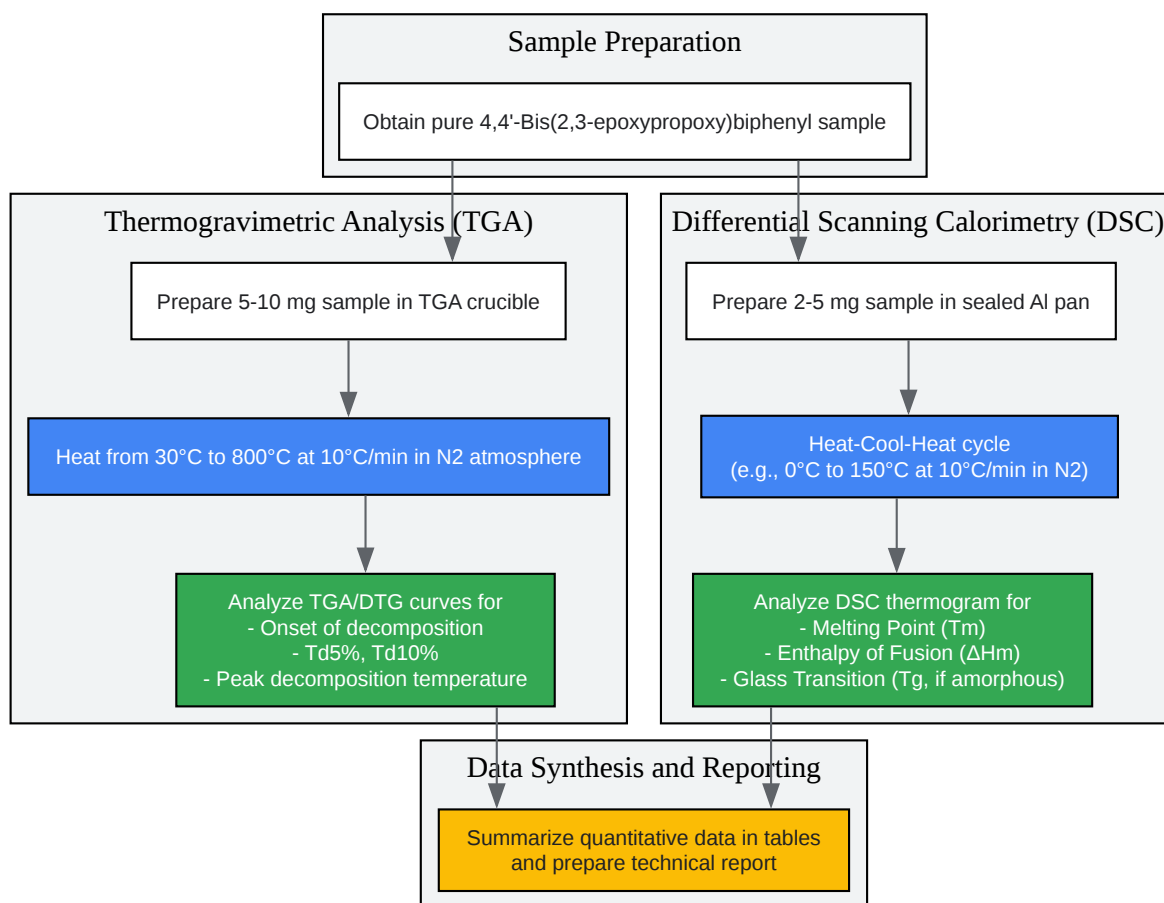 Sample Preparation
Obtain pure 4,4'-Bis(2,3-epoxypropoxy)biphenyl sample
Thermogravimetric Analysis (TGA)
Prepare 5-10 mg sample in TGA crucible
Heat from 30°C to 800°C at 10°C/min in N2 atmosphere
Analyze TGA/DTG curves for
- Onset of decomposition
- Td5%, Td10%
- Peak decomposition temperature
Differential Scanning Calorimetry (DSC)
Prepare 2-5 mg sample in sealed Al pan
Heat-Cool-Heat cycle
(e.g., 0°C to 150°C at 10°C/min in N2)
Analyze DSC thermogram for
- Melting Point (Tm)
- Enthalpy of Fusion (ΔHm)
- Glass Transition (Tg, if amorphous)
Data Synthesis and Reporting
Summarize quantitative data in tables
and prepare technical report